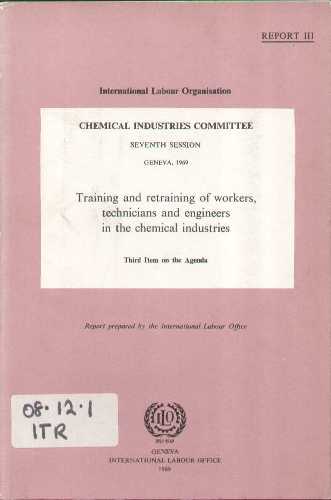 REPORT III
International Labour Organisation
CHEMICAL INDUSTRIES COMMITTEE
SEVENTH SESSION
GENEVA, 1969
Training and retraining of workers,
technicians and engineers
in the chemical industries
Third Item on the Agenda
Report prepared by the International Labour Office
08.12.1
ITR
ILO
GENEVA
INTERNATIONAL LABOUR OFFICE
1969